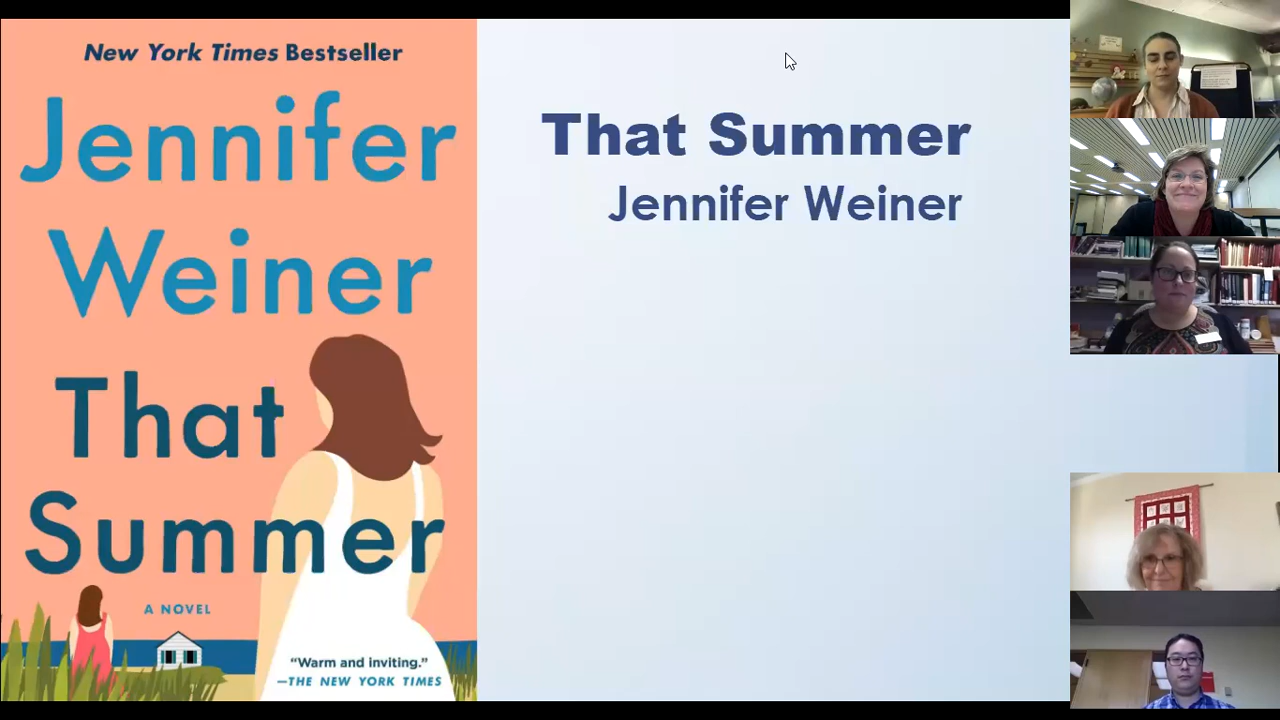 New York Times Bestseller
Jennifer
Weiner
That
Summer
A NOVEL
“Warm and inviting.”
—THE NEW YORK TIMES
That Summer
Jennifer Weiner